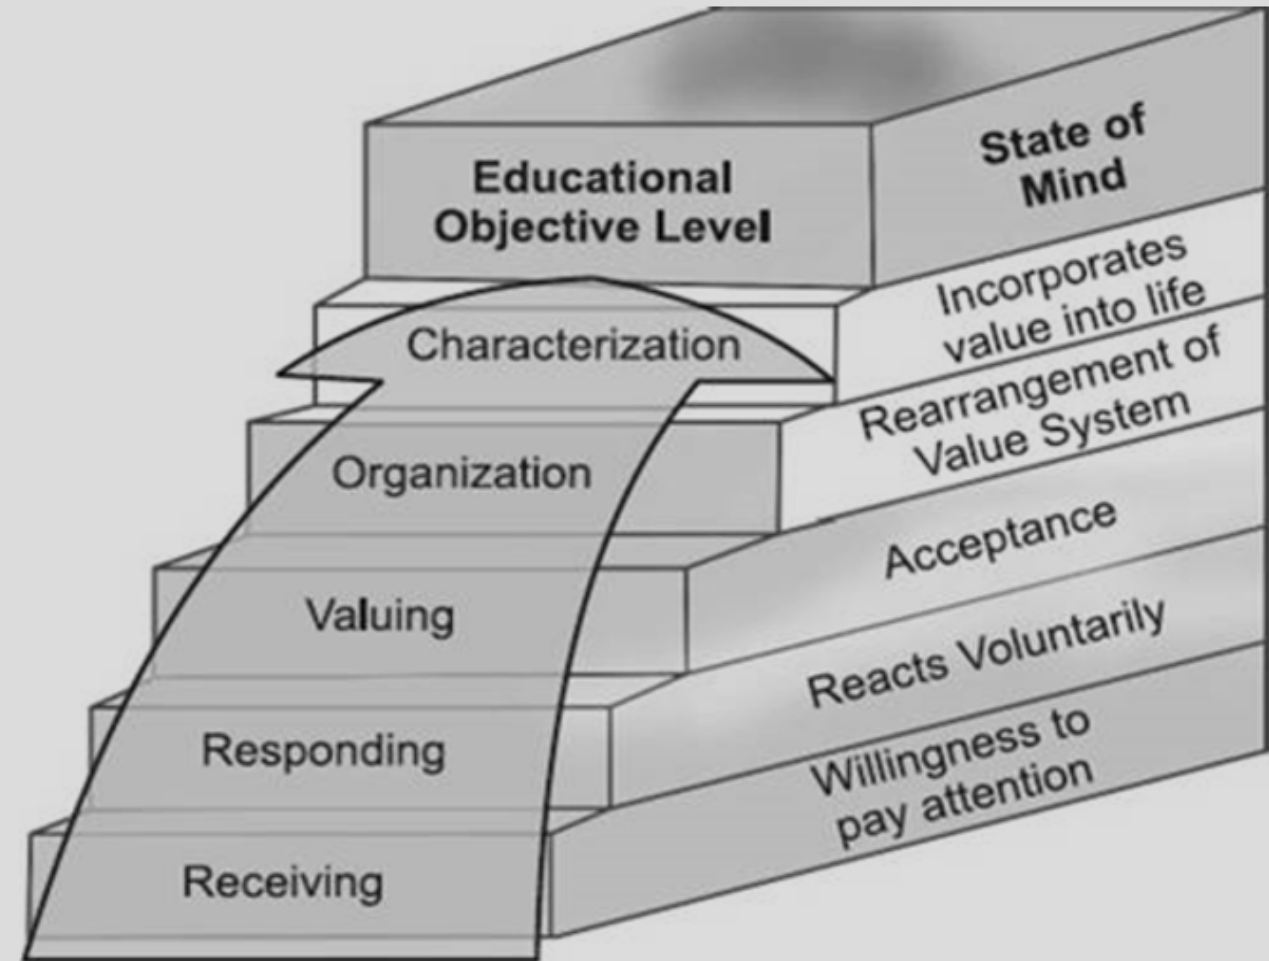 Educational
Objective Level
State of
Mind
Characterization
Incorporates
value into life
Organization
Rearrangement of
Value System
Valuing
Acceptance
Responding
Reacts Voluntarily
Receiving
Willingness to
pay attention